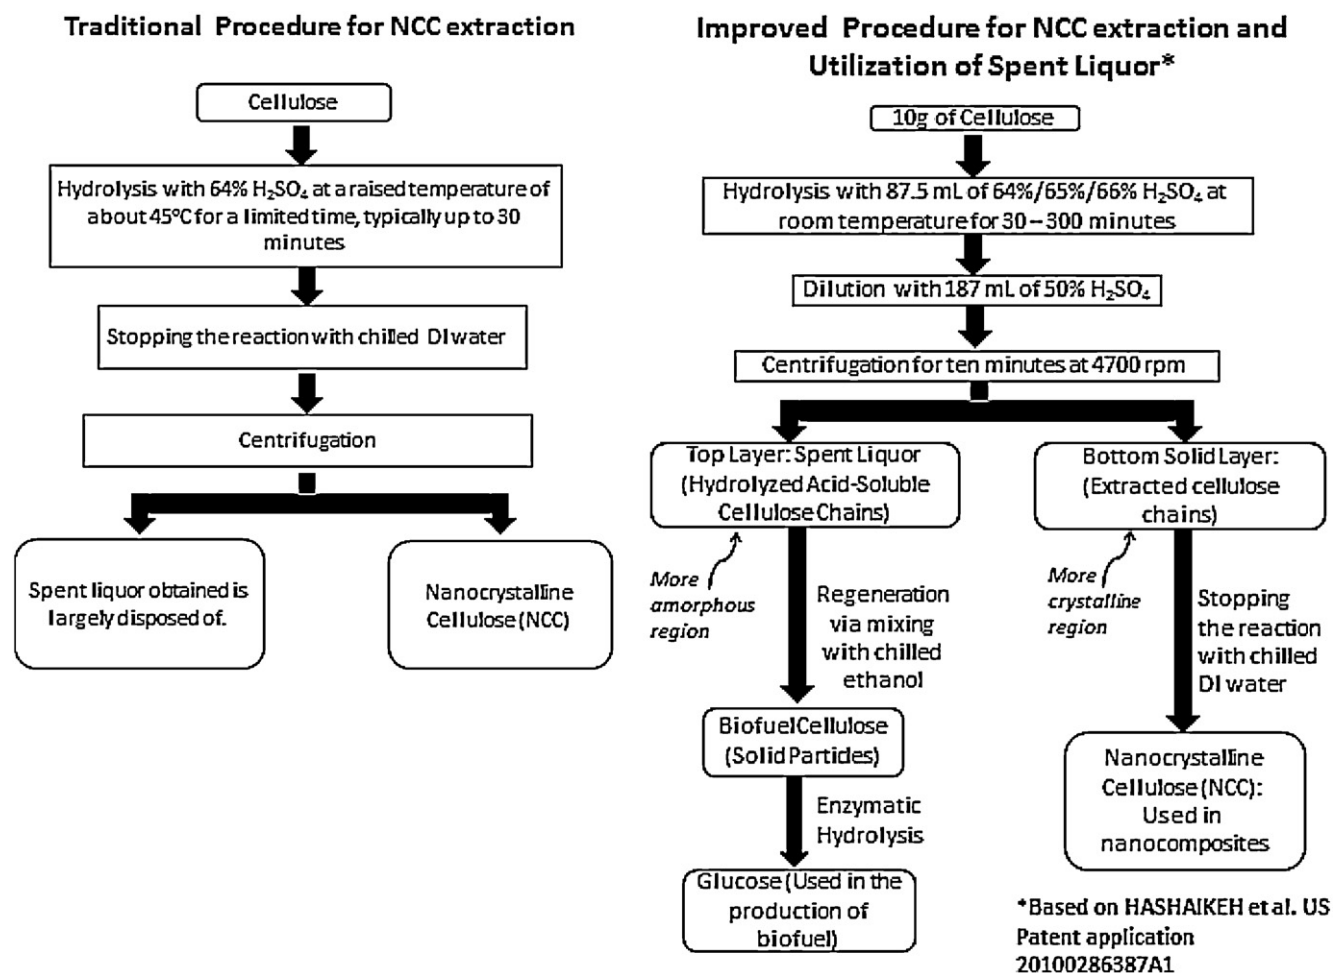 Traditional Procedure for NCC extraction
Cellulose
Hydrolysis with 64% H₂SO₄ at a raised temperature of
about 45°C for a limited time, typically up to 30
minutes
Stopping the reaction with chilled DI water
Centrifugation
Spent liquor obtained is
largely disposed of.
Nanocrystalline
Cellulose (NCC)
Improved Procedure for NCC extraction and
Utilization of Spent Liquor*
10g of Cellulose
Hydrolysis with 87.5 mL of 64%/65%/66% H₂SO₄ at
room temperature for 30 – 300 minutes
Dilution with 187 mL of 50% H₂SO₄
Centrifugation for ten minutes at 4700 rpm
Top Layer: Spent Liquor
(Hydrolyzed Acid-Soluble
Cellulose Chains)
More
amorphous
region
Regeneration
via mixing
with chilled
ethanol
Biofuel Cellulose
(Solid Particles)
Enzymatic
Hydrolysis
Glucose (Used in the
production of
biofuel)
Bottom Solid Layer:
(Extracted cellulose
chains)
More
crystalline
region
Stopping
the reaction
with chilled
DI water
Nanocrystalline
Cellulose (NCC):
Used in
nanocomposites
*Based on HASHAIKEH et al. US
Patent application
20100286387A1